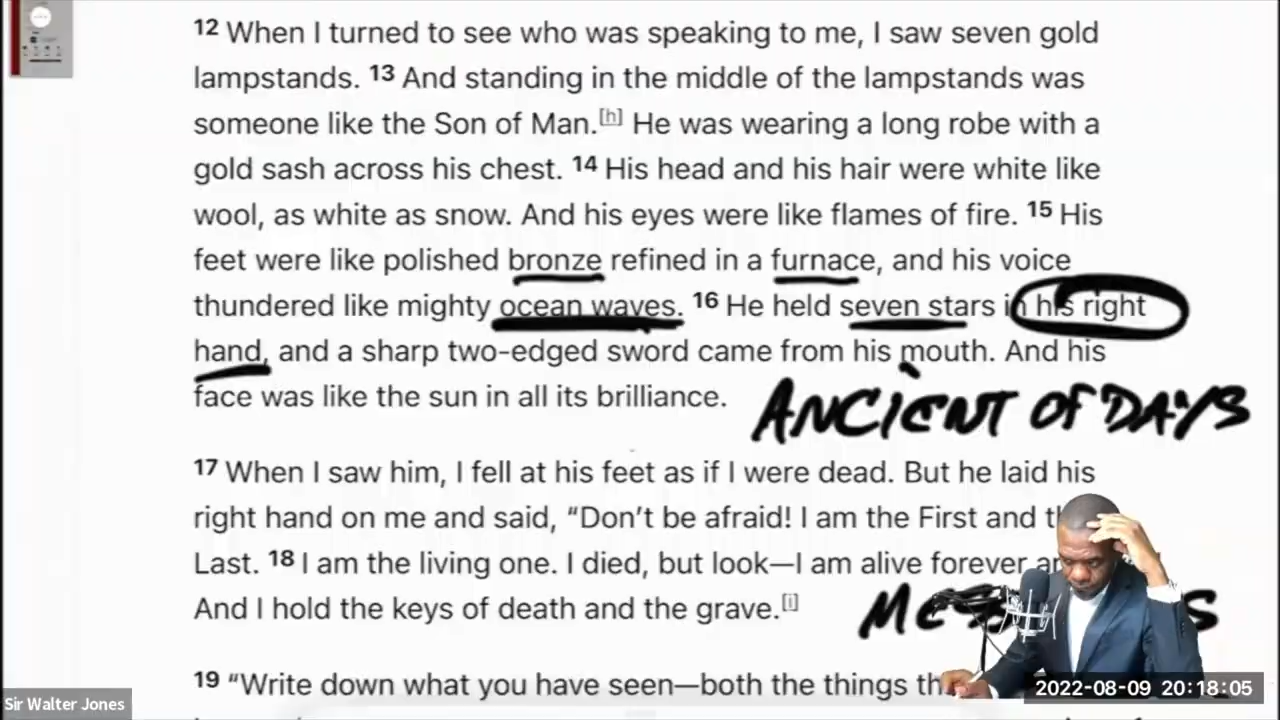 12 When I turned to see who was speaking to me, I saw seven gold
lampstands. 13 And standing in the middle of the lampstands was
someone like the Son of Man.[h] He was wearing a long robe with a
gold sash across his chest. 14 His head and his hair were white like
wool, as white as snow. And his eyes were like flames of fire. 15 His
feet were like polished bronze refined in a furnace, and his voice
thundered like mighty ocean waves. 16 He held seven stars in his right
hand, and a sharp two-edged sword came from his mouth. And his
face was like the sun in all its brilliance.
ANCIENT OF DAYS
17 When I saw him, I fell at his feet as if I were dead. But he laid his
right hand on me and said, “Don’t be afraid! I am the First and
Last. 18 I am the living one. I died, but look—I am alive forever
And I hold the keys of death and the grave.[i]
19 “Write down what you have seen—both the things
Sir Walter Jones
2022-08-09 20:18:05